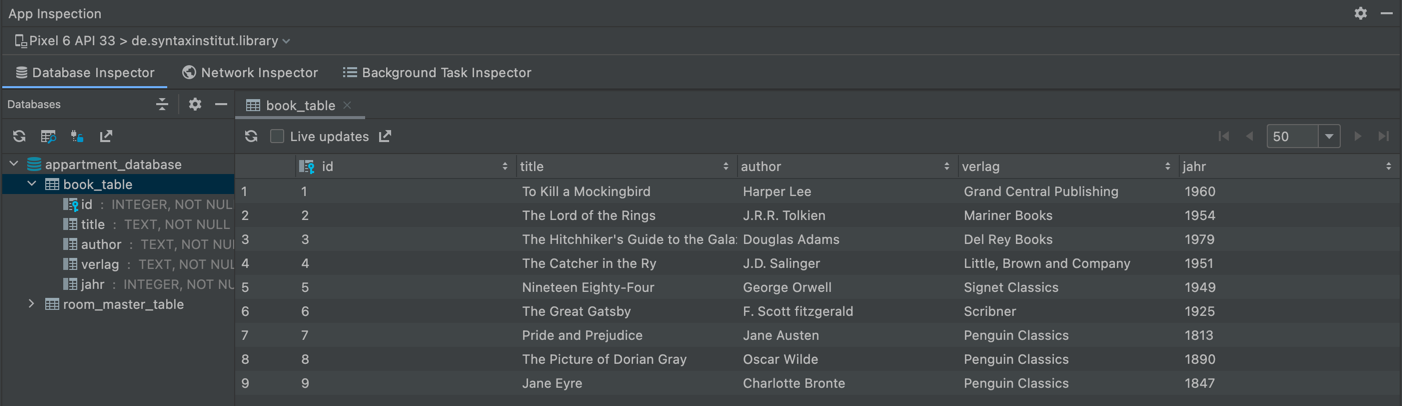 App Inspection
Pixel 6 API 33 > de.syntaxinstitut.library
Database Inspector Network Inspector Background Task Inspector
Databases
appartment_database
book_table
id : INTEGER, NOT NUL
title : TEXT, NOT NULL
author : TEXT, NOT NU
verlag : TEXT, NOT NUL
jahr : INTEGER, NOT NU
room_master_table
book_table
Live updates 50
id title author verlag jahr
1 1 To Kill a Mockingbird Harper Lee Grand Central Publishing 1960
2 2 The Lord of the Rings J.R.R. Tolkien Mariner Books 1954
3 3 The Hitchhiker's Guide to the Gala Douglas Adams Del Rey Books 1979
4 4 The Catcher in the Ry J.D. Salinger Little, Brown and Company 1951
5 5 Nineteen Eighty-Four George Orwell Signet Classics 1949
6 6 The Great Gatsby F. Scott fitzgerald Scribner 1925
7 7 Pride and Prejudice Jane Austen Penguin Classics 1813
8 8 The Picture of Dorian Gray Oscar Wilde Penguin Classics 1890
9 9 Jane Eyre Charlotte Bronte Penguin Classics 1847